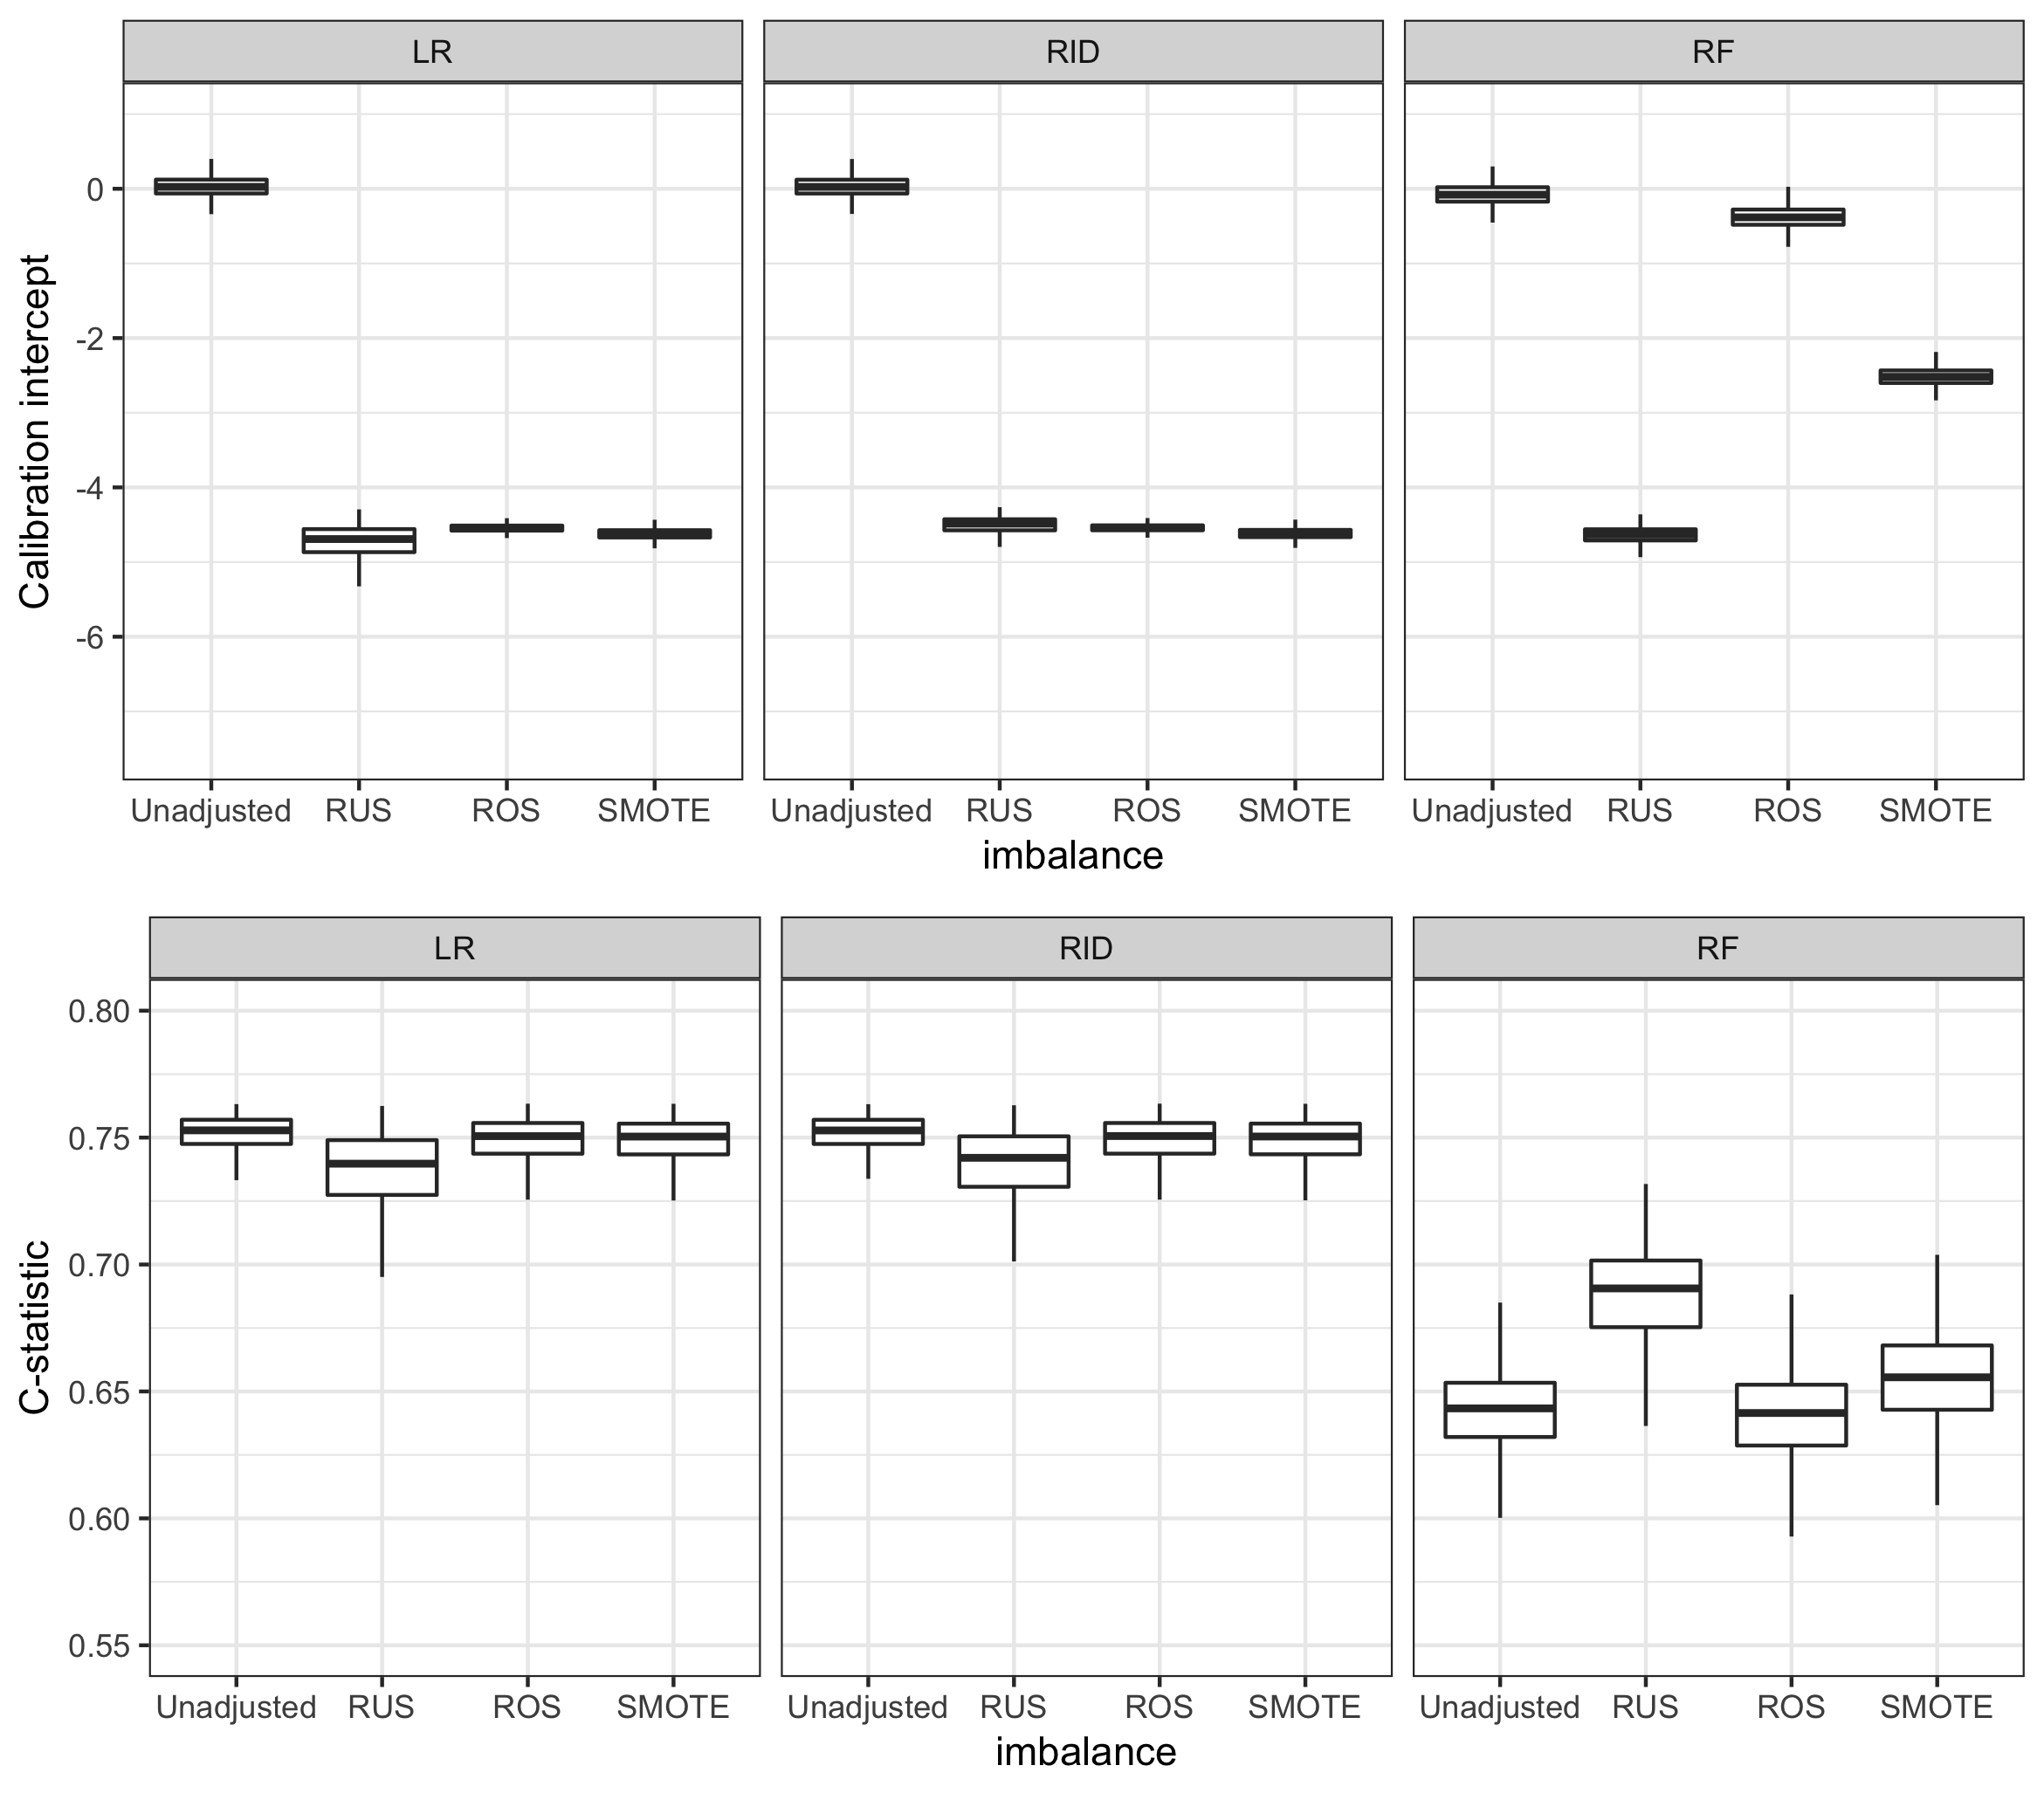 LR RID RF
Calibration intercept
0
-2
-4
-6
Unadjusted RUS ROS SMOTE Unadjusted RUS ROS SMOTE Unadjusted RUS ROS SMOTE
imbalance
LR RID RF
C-statistic
0.80
0.75
0.70
0.65
0.60
0.55
Unadjusted RUS ROS SMOTE Unadjusted RUS ROS SMOTE Unadjusted RUS ROS SMOTE
imbalance